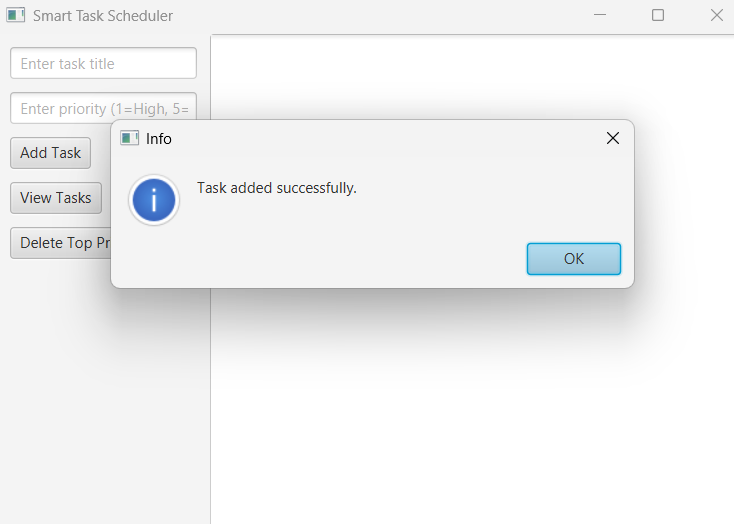 Smart Task Scheduler
Enter task title
Enter priority (1=High, 5=
Info
Add Task
Task added successfully.
View Tasks
Delete Top Pr
OK